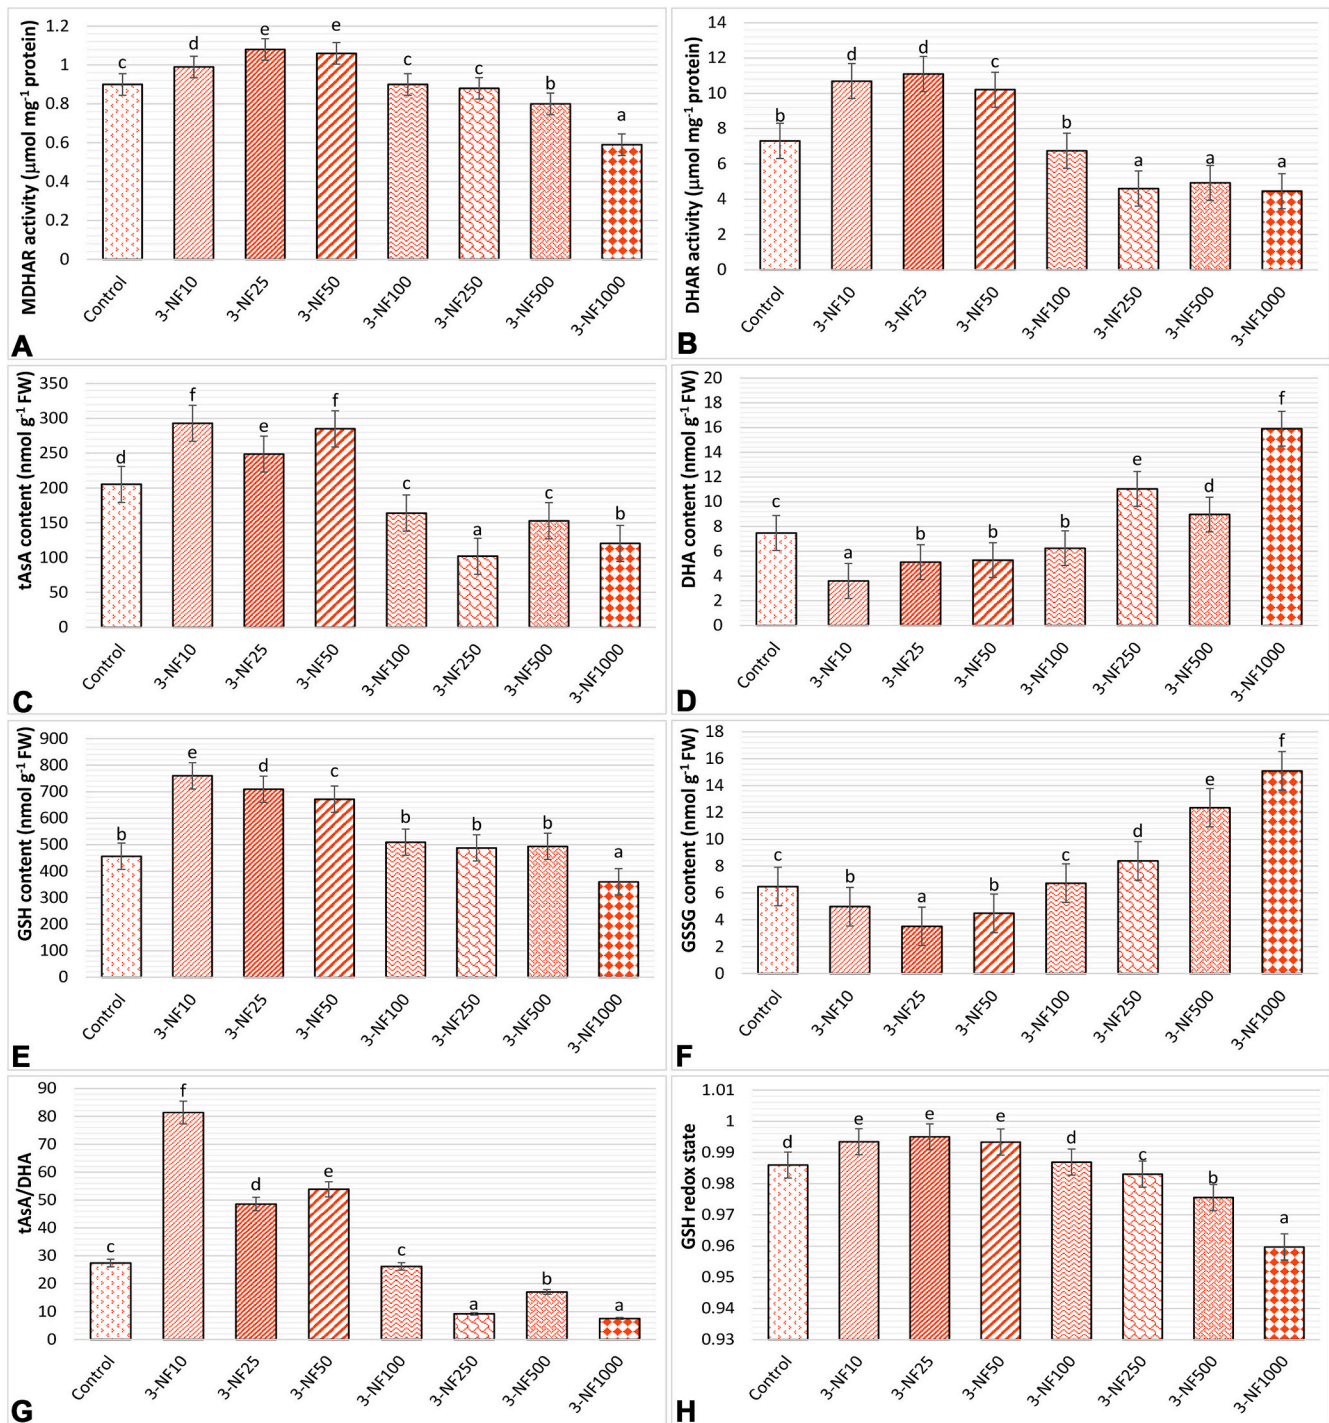 MDHAR activity (μmol mg⁻¹ protein)
1.2
1
0.8
0.6
0.4
0.2
0
c
d
e
e
c
c
b
a
Control
3-NF10
3-NF25
3-NF50
3-NF100
3-NF250
3-NF500
3-NF1000
A
DHAR activity (μmol mg⁻¹ protein)
14
12
10
8
6
4
2
0
b
d
d
c
b
a
a
a
Control
3-NF10
3-NF25
3-NF50
3-NF100
3-NF250
3-NF500
3-NF1000
B
tAsA content (nmol g⁻¹ FW)
350
300
250
200
150
100
50
0
d
f
e
f
c
a
c
b
Control
3-NF10
3-NF25
3-NF50
3-NF100
3-NF250
3-NF500
3-NF1000
C
DHA content (nmol g⁻¹ FW)
20
18
16
14
12
10
8
6
4
2
0
c
a
b
b
b
e
d
f
Control
3-NF10
3-NF25
3-NF50
3-NF100
3-NF250
3-NF500
3-NF1000
D
GSH content (nmol g⁻¹ FW)
900
800
700
600
500
400
300
200
100
0
b
e
d
c
b
b
b
a
Control
3-NF10
3-NF25
3-NF50
3-NF100
3-NF250
3-NF500
3-NF1000
E
GSSG content (nmol g⁻¹ FW)
18
16
14
12
10
8
6
4
2
0
c
b
a
b
c
d
e
f
Control
3-NF10
3-NF25
3-NF50
3-NF100
3-NF250
3-NF500
3-NF1000
F
tAsA/DHA
90
80
70
60
50
40
30
20
10
0
c
f
d
e
c
a
b
a
Control
3-NF10
3-NF25
3-NF50
3-NF100
3-NF250
3-NF500
3-NF1000
G
GSH redox state
1.01
1
0.99
0.98
0.97
0.96
0.95
0.94
0.93
d
e
e
e
d
c
b
a
Control
3-NF10
3-NF25
3-NF50
3-NF100
3-NF250
3-NF500
3-NF1000
H